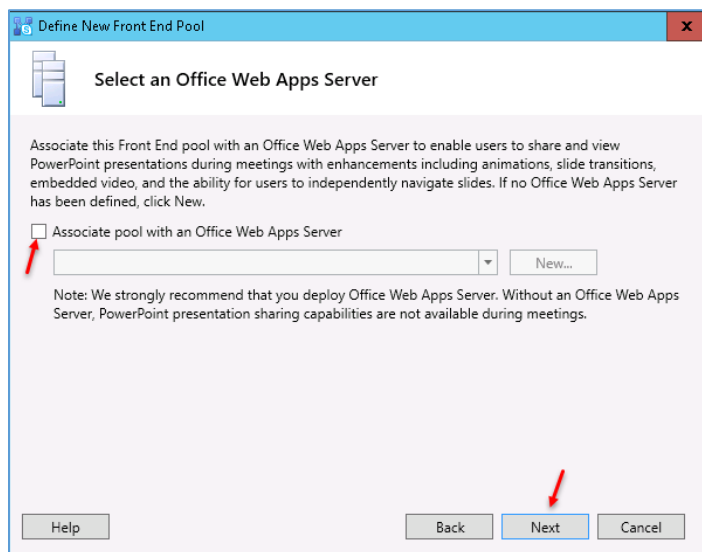 Define New Front End Pool
X
Select an Office Web Apps Server
Associate this Front End pool with an Office Web Apps Server to enable users to share and view
PowerPoint presentations during meetings with enhancements including animations, slide transitions,
embedded video, and the ability for users to independently navigate slides. If no Office Web Apps Server
has been defined, click New.
Associate pool with an Office Web Apps Server
New...
Note: We strongly recommend that you deploy Office Web Apps Server. Without an Office Web Apps
Server, PowerPoint presentation sharing capabilities are not available during meetings.
Help Back Next Cancel